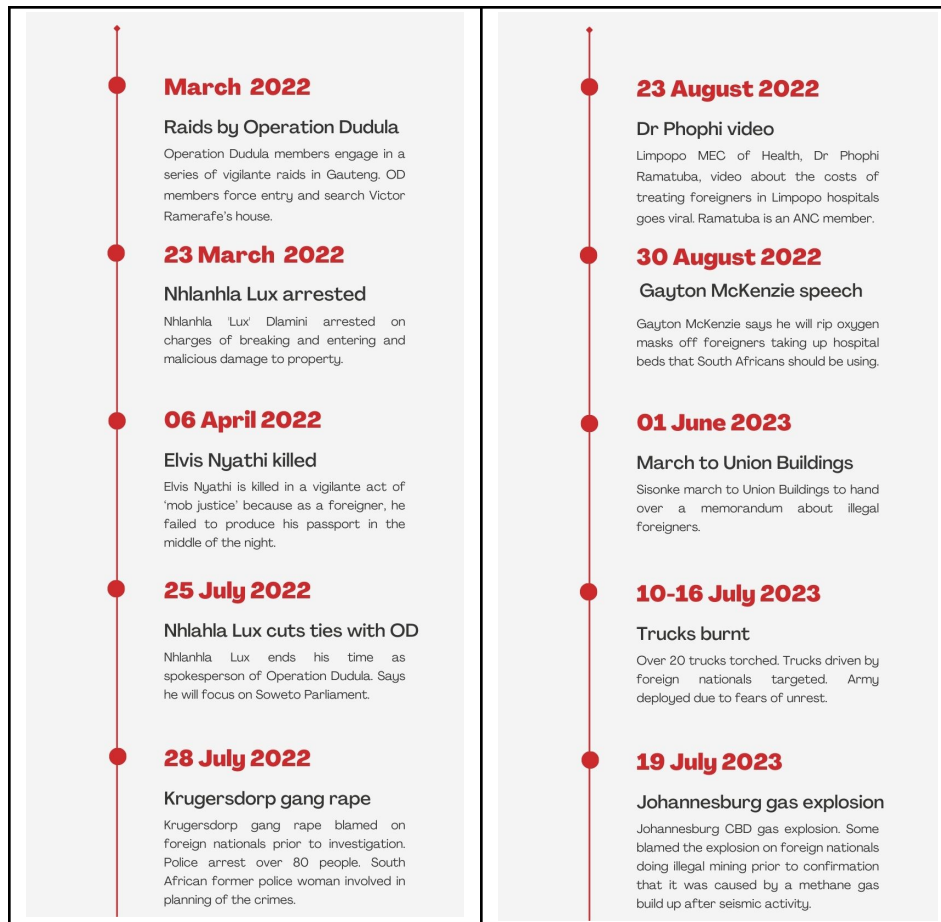 March 2022
Raids by Operation Dudula
Operation Dudula members engage in a
series of vigilante raids in Gauteng. OD
members force entry and search Victor
Ramerafe's house.
23 March 2022
Nhlanhla Lux arrested
Nhlanhla 'Lux' Dlamini arrested on
charges of breaking and entering and
malicious damage to property.
06 April 2022
Elvis Nyathi killed
Elvis Nyathi is killed in a vigilante act of
'mob justice' because as a foreigner, he
failed to produce his passport in the
middle of the night.
25 July 2022
Nhlahla Lux cuts ties with OD
Nhlanhla Lux ends his time as
spokesperson of Operation Dudula. Says
he will focus on Soweto Parliament.
28 July 2022
Krugersdorp gang rape
Krugersdorp gang rape blamed on
foreign nationals prior to investigation.
Police arrest over 80 people. South
African former police woman involved in
planning of the crimes.
23 August 2022
Dr Phophi video
Limpopo MEC of Health, Dr Phophi
Ramatuba, video about the costs of
treating foreigners in Limpopo hospitals
goes viral. Ramatuba is an ANC member.
30 August 2022
Gayton McKenzie speech
Gayton McKenzie says he will rip oxygen
masks off foreigners taking up hospital
beds that South Africans should be using.
01 June 2023
March to Union Buildings
Sisonke march to Union Buildings to hand
over a memorandum about illegal
foreigners.
10-16 July 2023
Trucks burnt
Over 20 trucks torched. Trucks driven by
foreign nationals targeted. Army
deployed due to fears of unrest.
19 July 2023
Johannesburg gas explosion
Johannesburg CBD gas explosion. Some
blamed the explosion on foreign nationals
doing illegal mining prior to confirmation
that it was caused by a methane gas
build up after seismic activity.